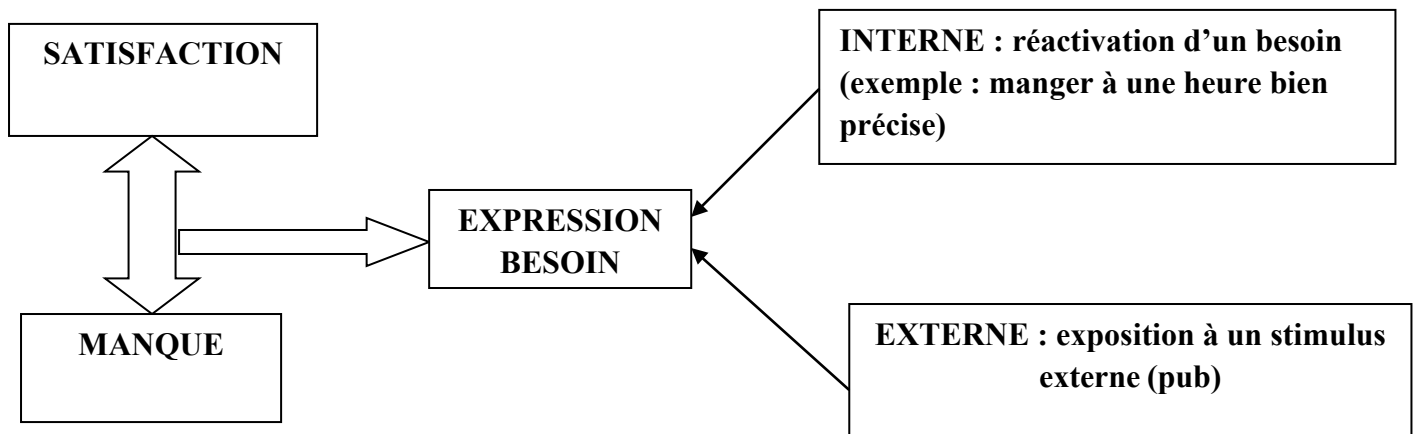 SATISFACTION
INTERNE : réactivation d’un besoin
(exemple : manger à une heure bien
précise)
EXPRESSION
BESOIN
MANQUE
EXTERNE : exposition à un stimulus
externe (pub)